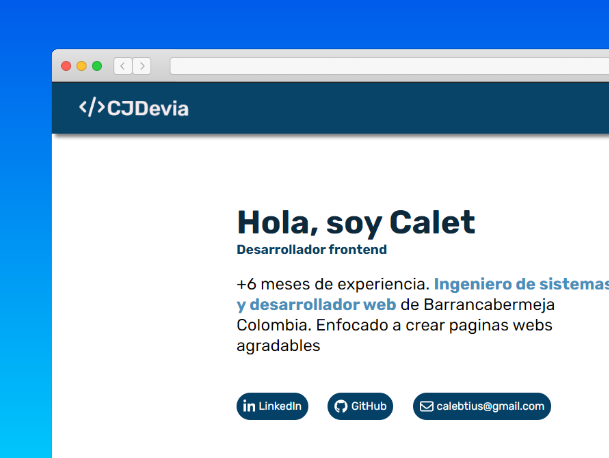 </>CJDevia
Hola, soy Calet
Desarrollador frontend
+6 meses de experiencia. Ingeniero de sistemas
y desarrollador web de Barrancabermeja
Colombia. Enfocado a crear paginas webs
agradables
in LinkedIn GitHub calebtius@gmail.com